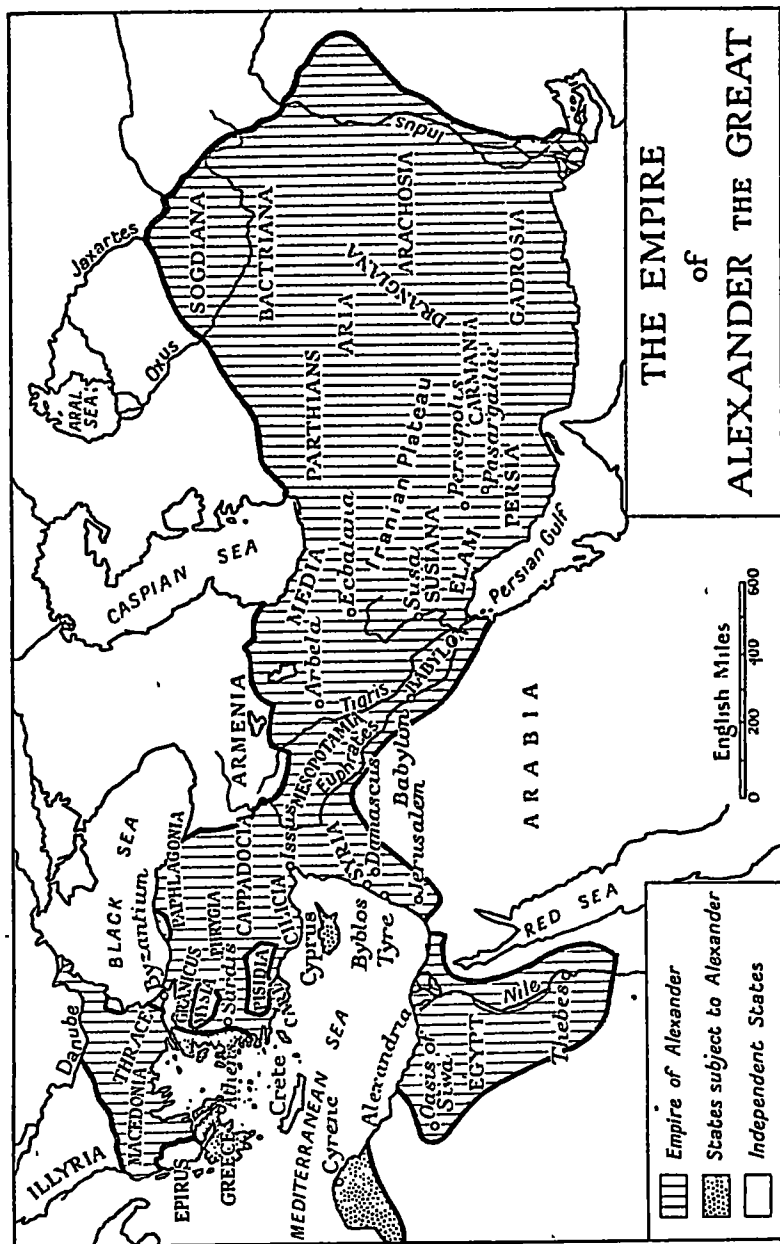 THE EMPIRE
of
ALEXANDER THE GREAT
ILLYRIA
Danube
BLACK SEA
CASPIAN SEA
ARAL SEA
Oxus
Jaxartes
MACEDONIA
THRACE
Byzantium
EPIRUS
GREECE
Athens
GRANICUS
MYSIA
Sardis
PHRYGIA
PAPHLAGONIA
CAPPADOCIA
PISIDIA
CILICIA
Issus
ARMENIA
Crete
Cyprus
MEDITERRANEAN SEA
Cyrene
Alexandria
Byblos
Tyre
SYRIA
Damascus
Jerusalem
MESOPOTAMIA
Euphrates
Tigris
Babylon
BABYLON
Arbela
MEDIA
Ecbatana
Susa
SUSIANA
ELAM
Iranian Plateau
Persepolis
PERSIA
CARMANIA
Persian Gulf
PARTHIANS
ARIA
SOGDIANA
BACTRIANA
ARACHOSIA
GADROSIA
Indus
Oasis of
Siwa
EGYPT
Nile
Thebes
RED SEA
ARABIA
English Miles
0 200 400 600
Empire of Alexander
States subject to Alexander
Independent States